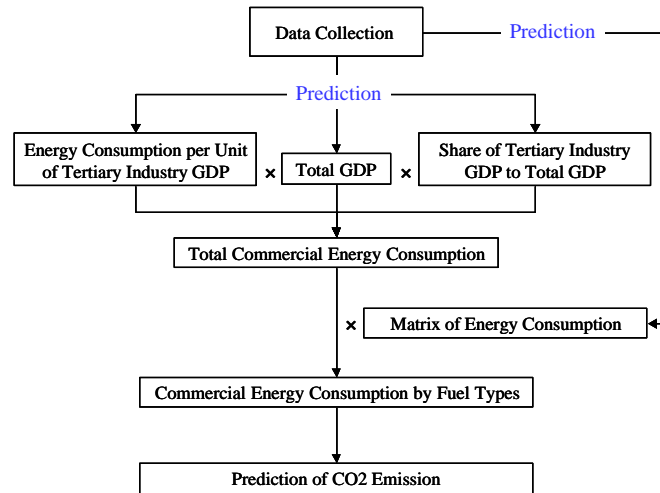 Data Collection
Prediction
Prediction
Energy Consumption per Unit
of Tertiary Industry GDP
×
Total GDP
×
Share of Tertiary Industry
GDP to Total GDP
Total Commercial Energy Consumption
×
Matrix of Energy Consumption
Commercial Energy Consumption by Fuel Types
Prediction of CO2 Emission